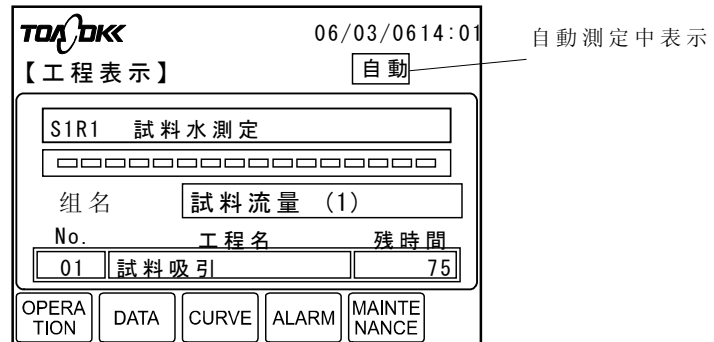 TOADKK 06/03/0614:01
自動測定中表示
【工程表示】 自動
S1R1 試料水測定
组名 試料流量 (1)
No. 工程名 残時間
01 試料吸引 75
OPERA
TION
DATA
CURVE
ALARM
MAINTE
NANCE